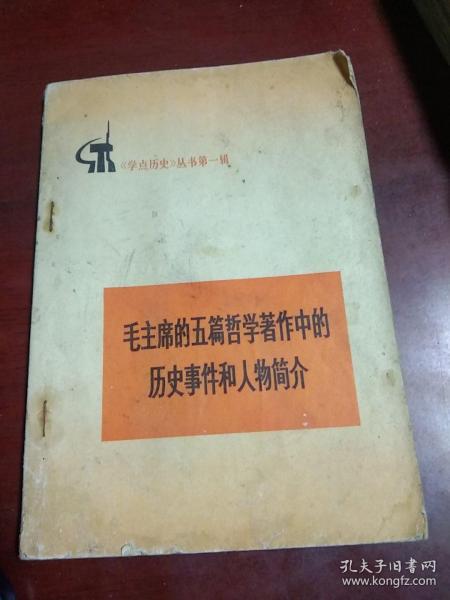 《学点历史》丛书第一辑
毛主席的五篇哲学著作中的
历史事件和人物简介
孔夫子旧书网
www.kongfz.com